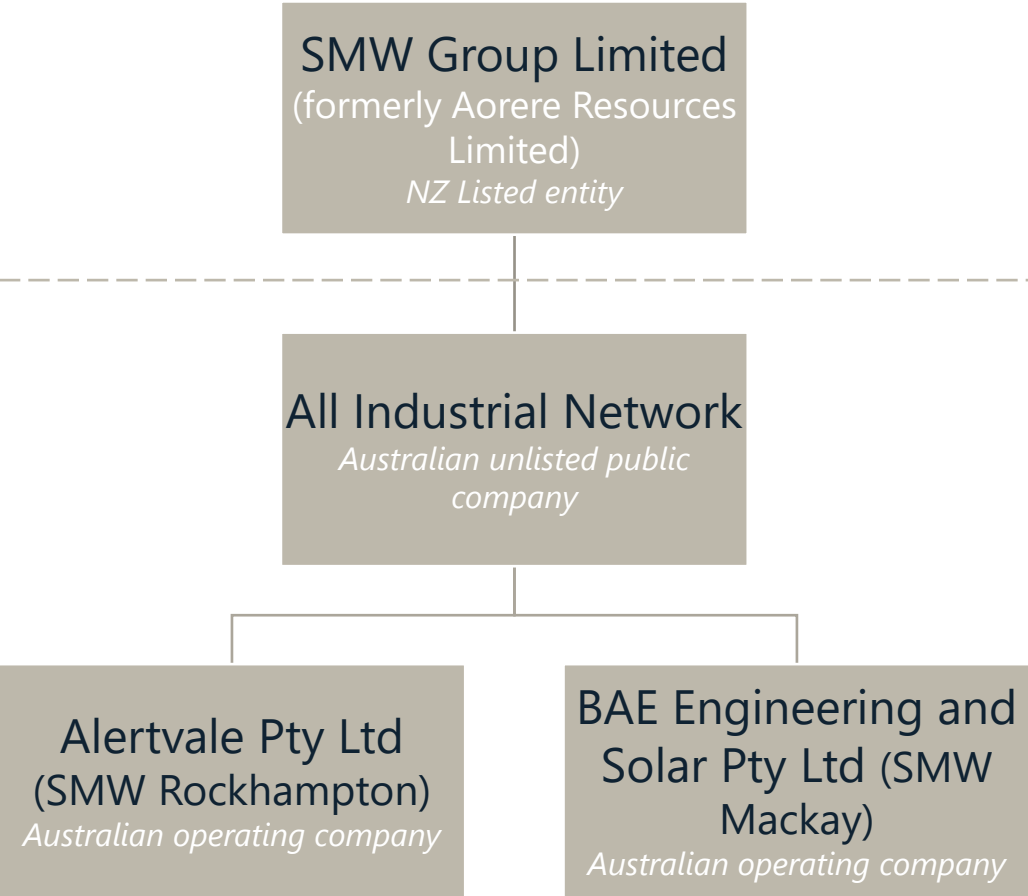 SMW Group Limited
(formerly Aorere Resources
Limited)
NZ Listed entity
All Industrial Network
Australian unlisted public
company
Alertvale Pty Ltd
(SMW Rockhampton)
Australian operating company
BAE Engineering and
Solar Pty Ltd (SMW
Mackay)
Australian operating company